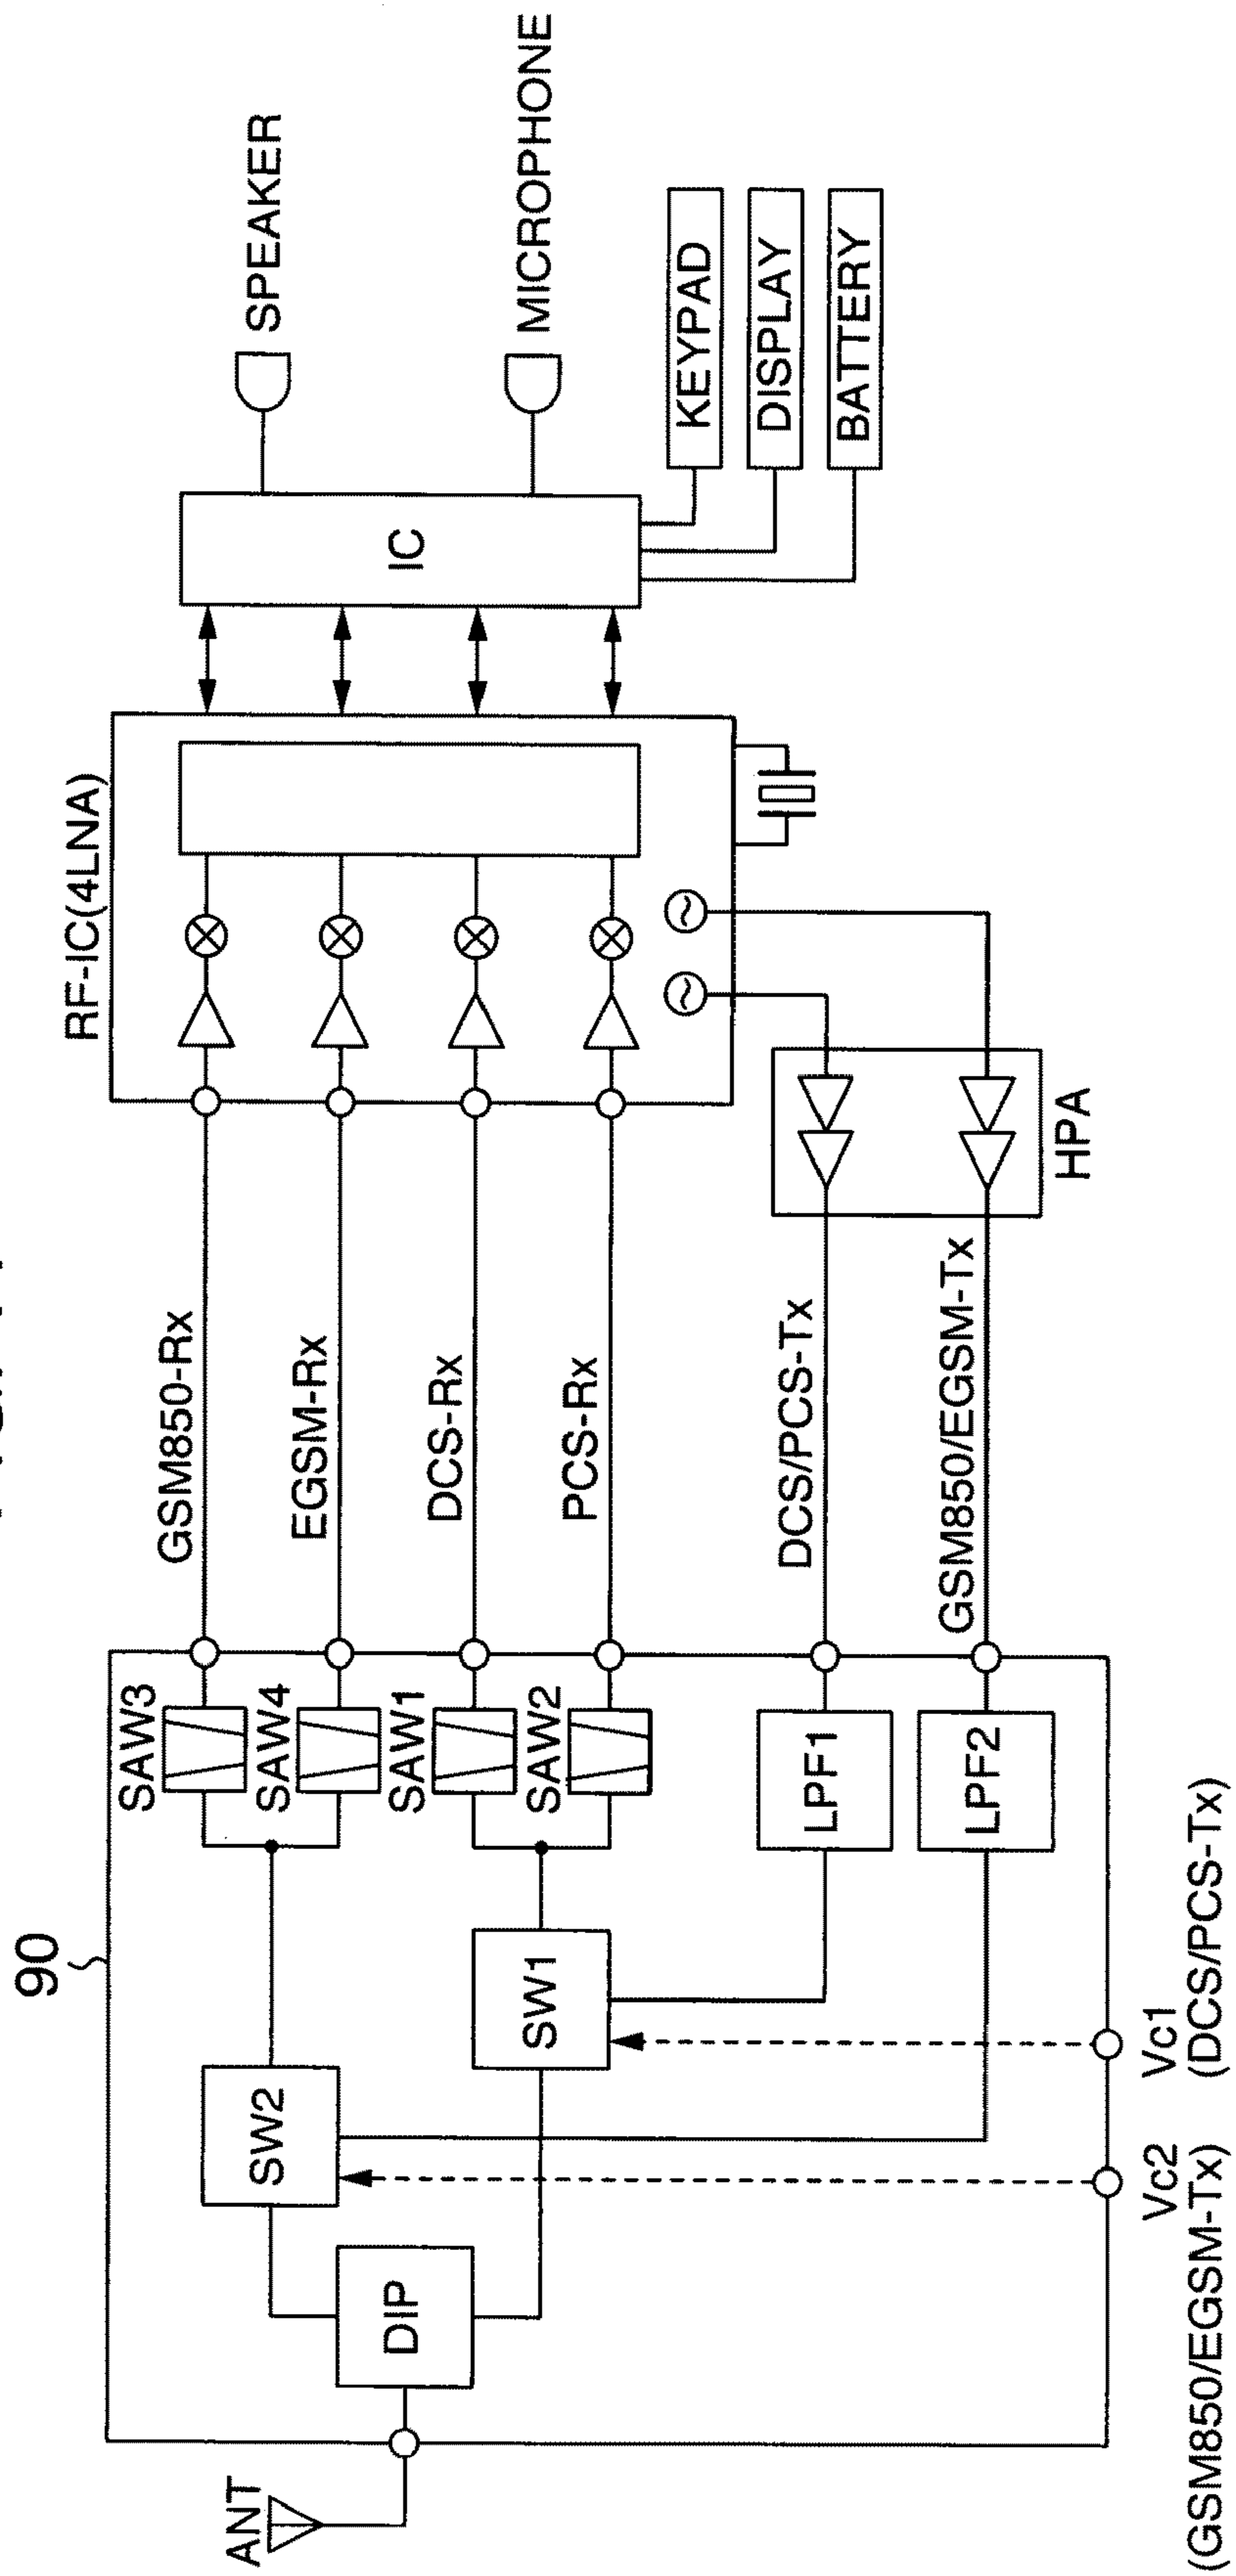 90
ANT
DIP
SW2
SW1
SAW3
SAW4
SAW1
SAW2
LPF1
LPF2
Vc2
(GSM850/EGSM-Tx)
Vc1
(DCS/PCS-Tx)
GSM850-Rx
EGSM-Rx
DCS-Rx
PCS-Rx
DCS/PCS-Tx
GSM850/EGSM-Tx
HPA
RF-IC(4LNA)
IC
SPEAKER
MICROPHONE
KEYPAD
DISPLAY
BATTERY